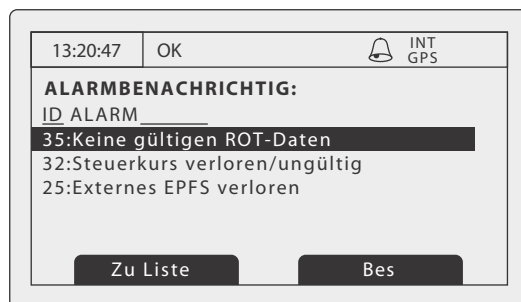 13:20:47 OK INT
GPS
ALARMBENACHRICHTIG:
ID ALARM
35:Keine gültigen ROT-Daten
32:Steuerkurs verloren/ungültig
25:Externes EPFS verloren
Zu Liste Bes